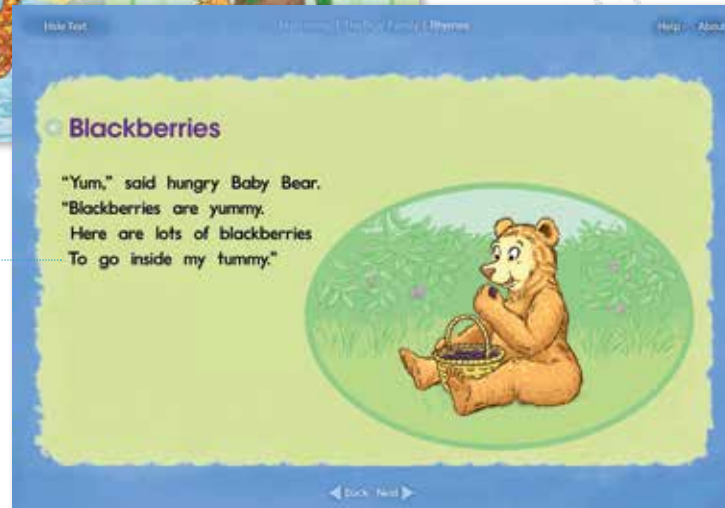 Hide Text
Family | Rhymes
Help
About
Blackberries
"Yum," said hungry Baby Bear.
"Blackberries are yummy.
Here are lots of blackberries
To go inside my tummy."
Back Next